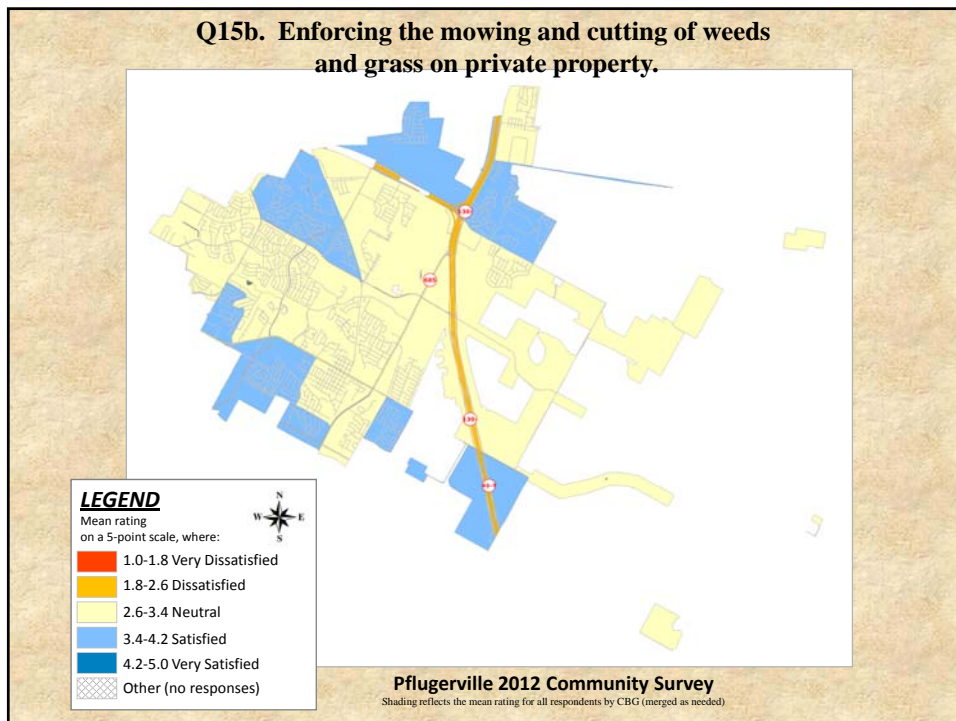 Q15b. Enforcing the mowing and cutting of weeds
and grass on private property.
685
LEGEND
Mean rating
on a 5-point scale, where:
N
W E
S
1.0-1.8 Very Dissatisfied
1.8-2.6 Dissatisfied
2.6-3.4 Neutral
3.4-4.2 Satisfied
4.2-5.0 Very Satisfied
Other (no responses)
Pflugerville 2012 Community Survey
Shading reflects the mean rating for all respondents by CBG (merged as needed)